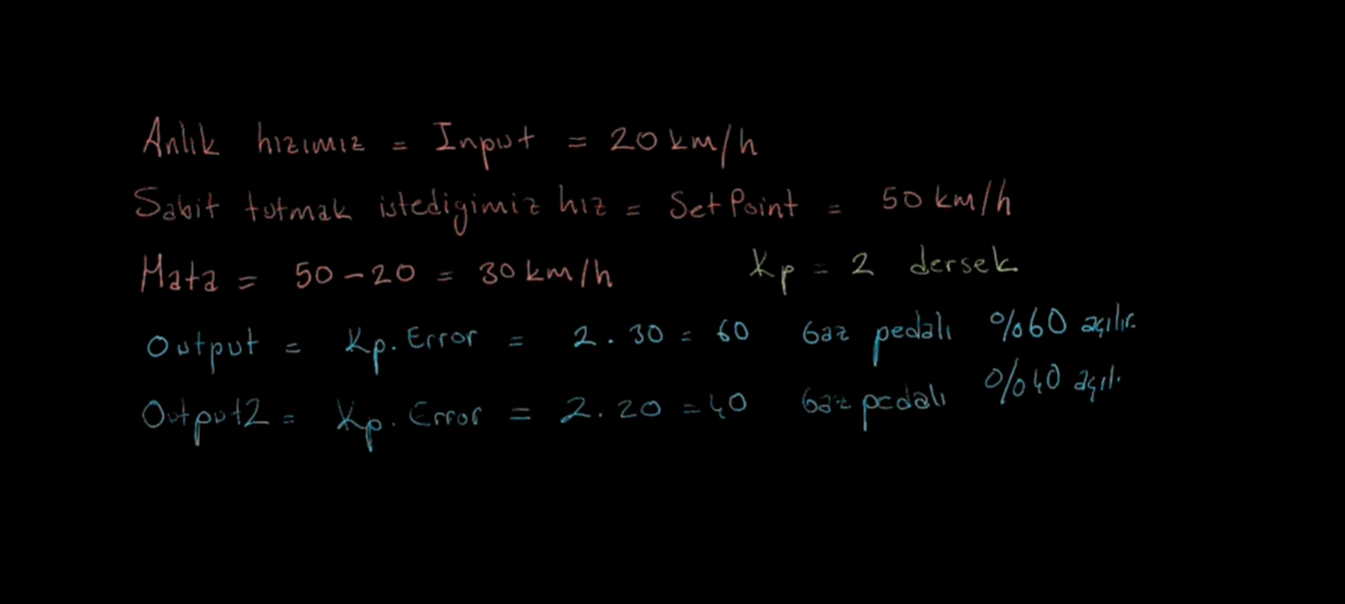 Anlık hızımız = Input = 20 km/h
Sabit tutmak istedigimiz hız = Set Point = 50 km/h
Hata = 50 - 20 = 30 km/h Kp = 2 dersek
Output = Kp. Error = 2 . 30 = 60 Gaz pedalı %60 açılır.
Output2 = Kp. Error = 2. 20 = 40 Gaz pedalı %40 açılı.